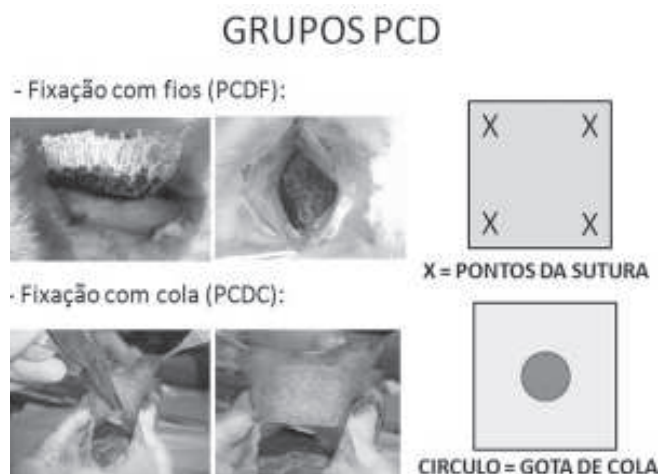 GRUPOS PCD
- Fixação com fios (PCDF):
X X
X X
X = PONTOS DA SUTURA
- Fixação com cola (PCDC):
CIRCULO = GOTA DE COLA